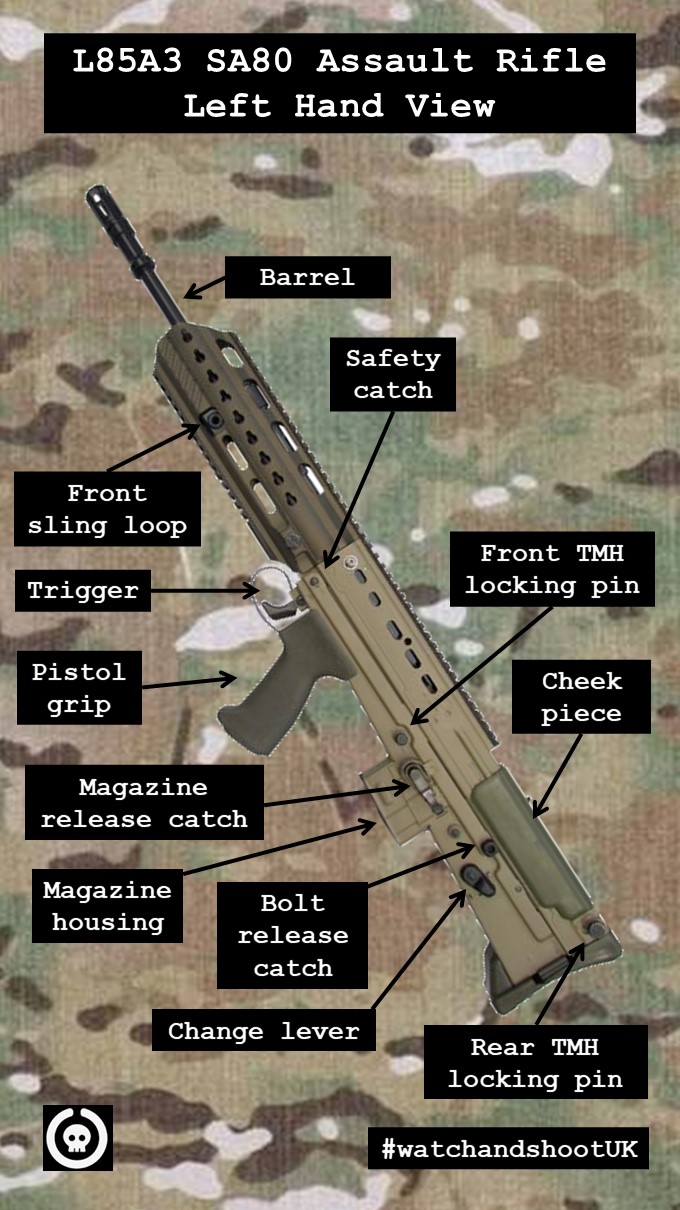 L85A3 SA80 Assault Rifle
Left Hand View
Barrel
Safety
catch
Front
sling loop
Front TMH
locking pin
Trigger
Pistol
grip
Cheek
piece
Magazine
release catch
Magazine
housing
Bolt
release
catch
Change lever
Rear TMH
locking pin
#watchandshootUK